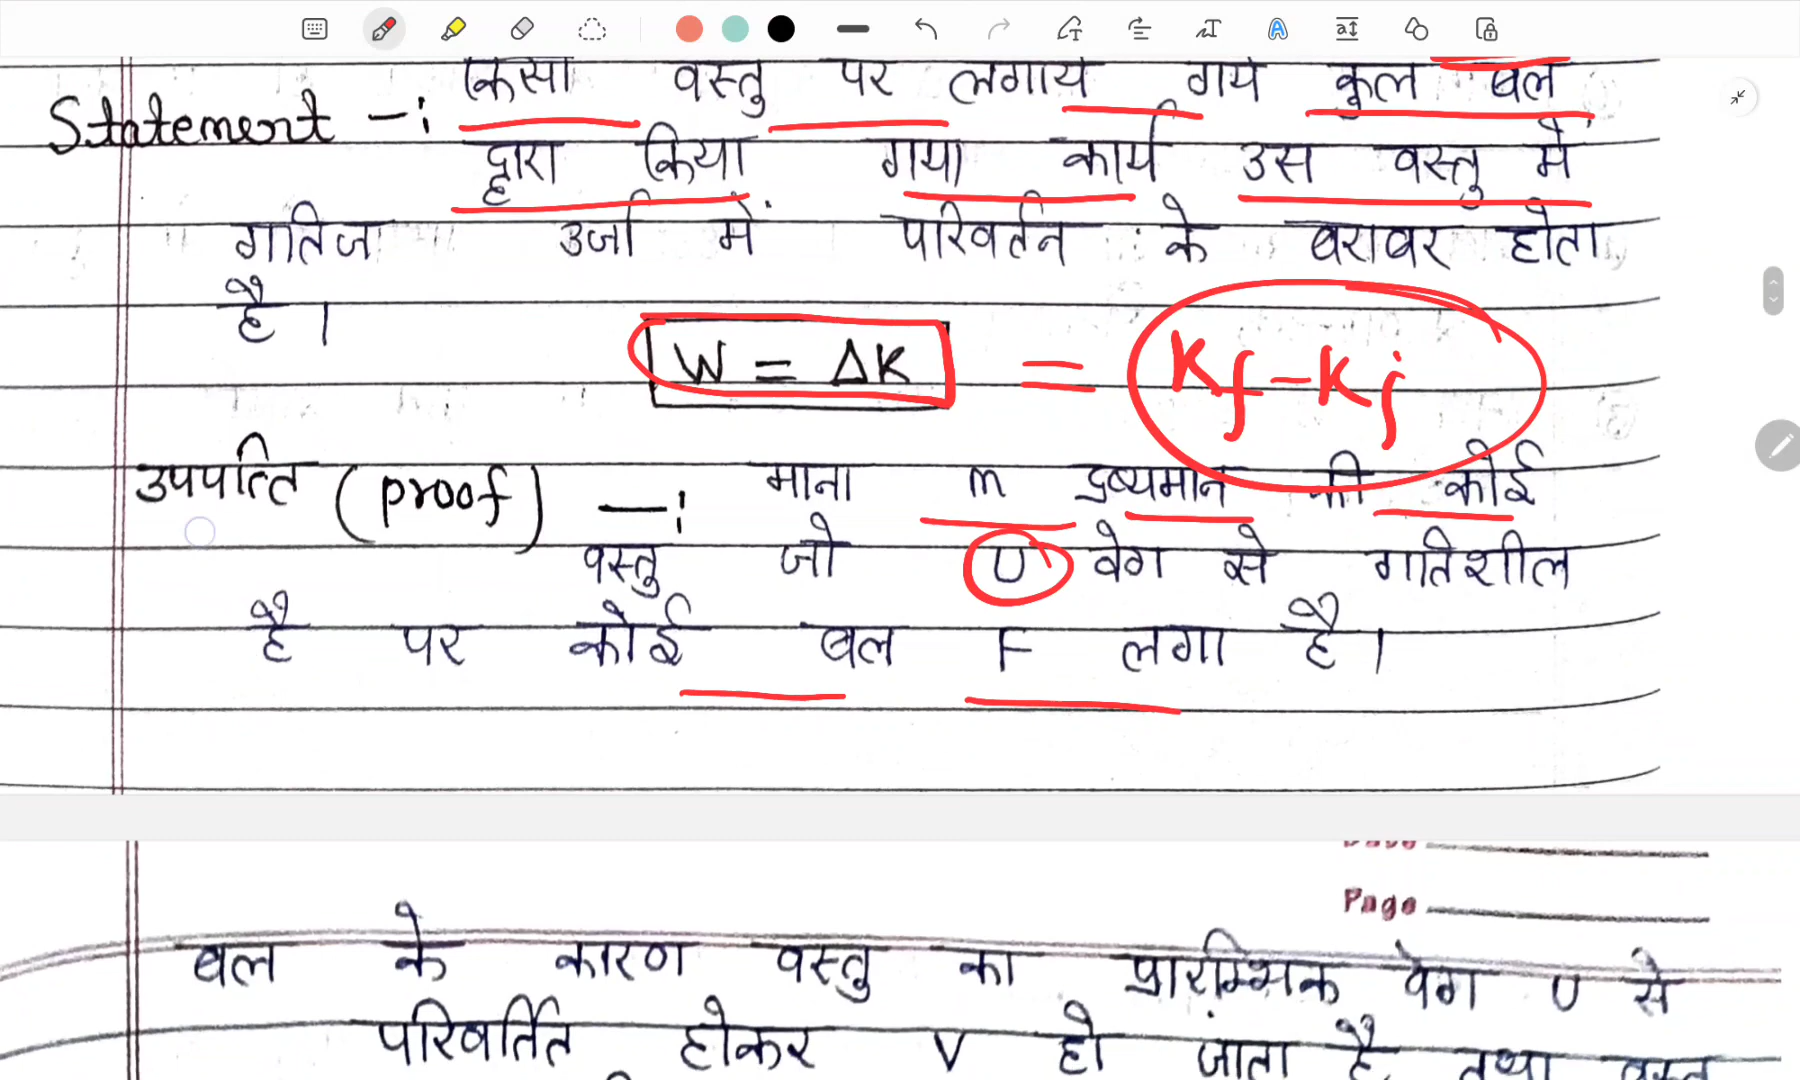 Statement -: किसी वस्तु पर लगाये गये कुल बल
द्वारा किया गया कार्य उस वस्तु में
गतिज उर्जा में परिवर्तन के बराबर होता
है।
W = ΔK = Kf - Ki
उपपत्ति (proof) -: माना m द्रव्यमान की कोई
वस्तु जो U वेग से गतिशील
है पर कोई बल F लगा है।
Page
बल के कारण वस्तु का प्रारम्भिक वेग U से
परिवर्तित होकर V हो जाता है तथा